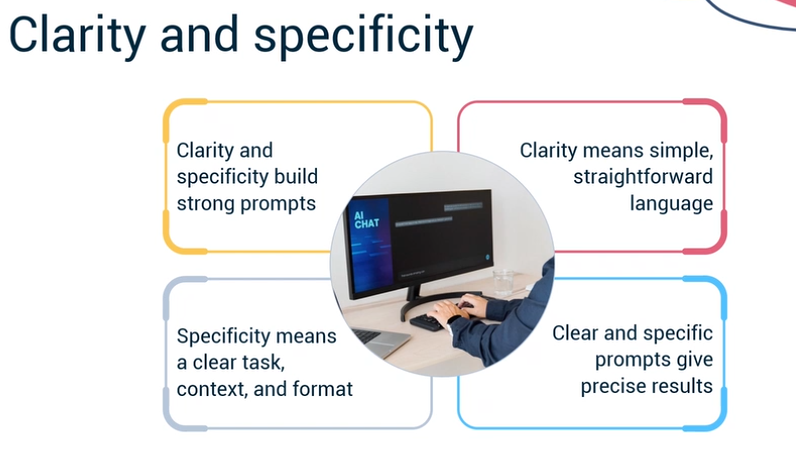 Clarity and specificity
Clarity and
specificity build
strong prompts
Clarity means simple,
straightforward
language
AI
CHAT
Specificity means
a clear task,
context, and format
Clear and specific
prompts give
precise results